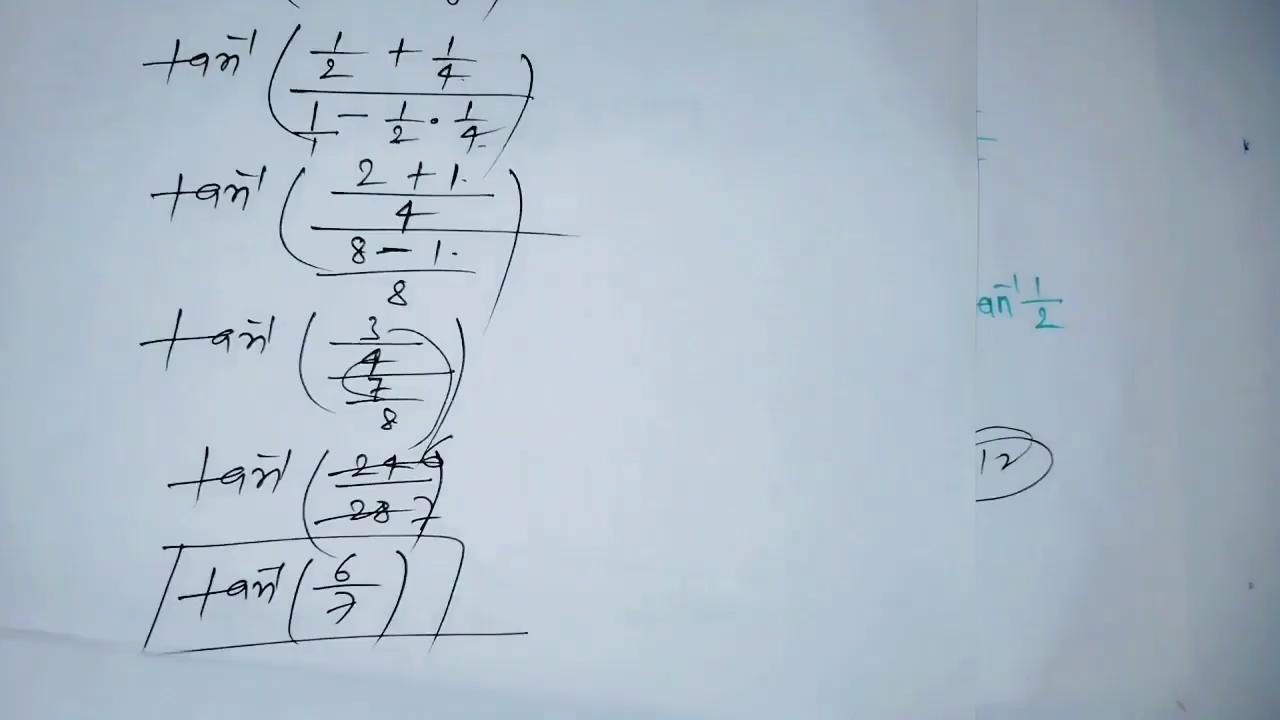 tan⁻¹ ( (1/2 + 1/4) / (1/1 − 1/2 · 1/4) )
tan⁻¹ ( ((2 + 1)/4) / ((8 − 1)/8) )
tan⁻¹ ( (3/4) / (7/8) )
tan⁻¹ ( 24 6 / 28 7 )
tan⁻¹ ( 6/7 )
an⁻¹ 1/2
12